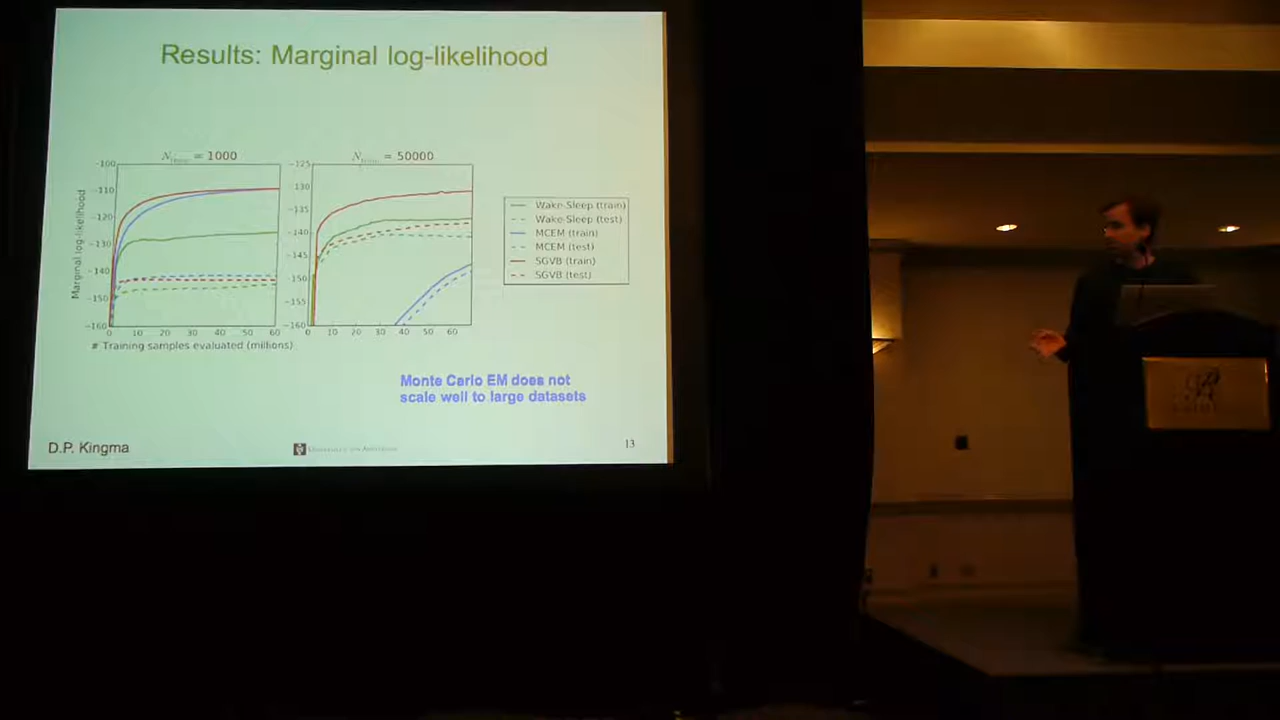 Results: Marginal log-likelihood
N = 1000
N = 50000
Marginal log-likelihood
−100
−110
−120
−130
−140
−150
−160
0 10 20 30 40 50 60
−125
−130
−135
−140
−145
−150
−155
−160
0 10 20 30 40 50 60
# Training samples evaluated (millions)
Wake-Sleep (train)
Wake-Sleep (test)
MCEM (train)
MCEM (test)
SGVB (train)
SGVB (test)
Monte Carlo EM does not
scale well to large datasets
D.P. Kingma
13